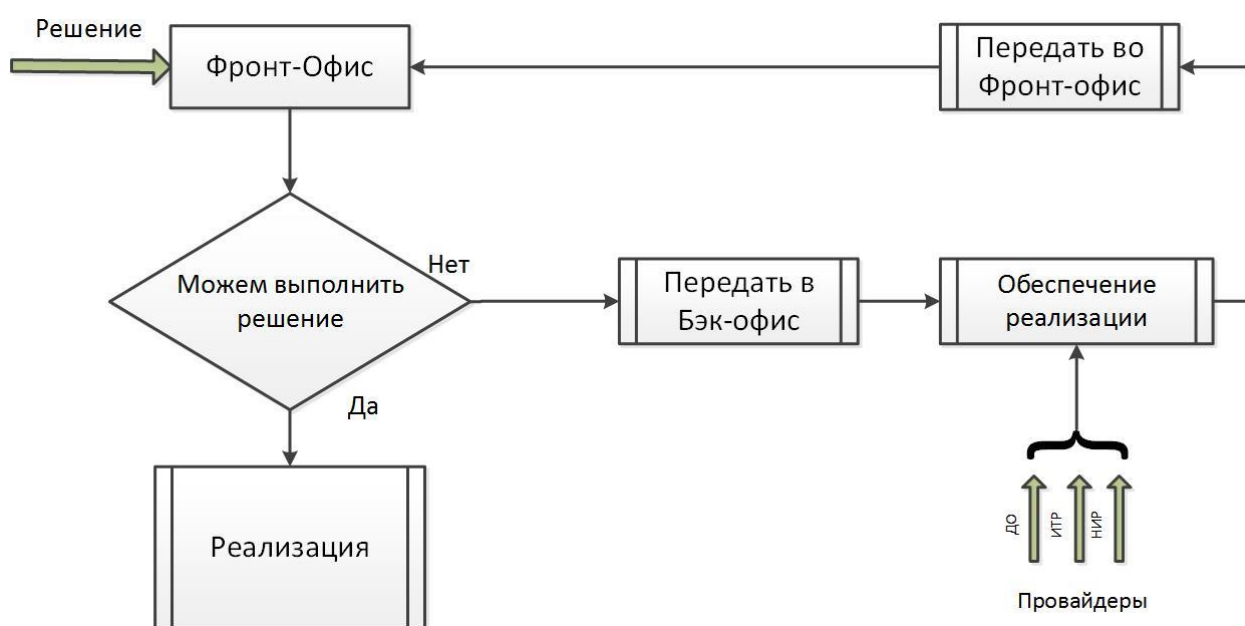 Решение
Фронт-Офис
Передать во
Фронт-офис
Можем выполнить
решение
Нет
Передать в
Бэк-офис
Обеспечение
реализации
Да
Реализация
ДО
ИТР
НИР
Провайдеры